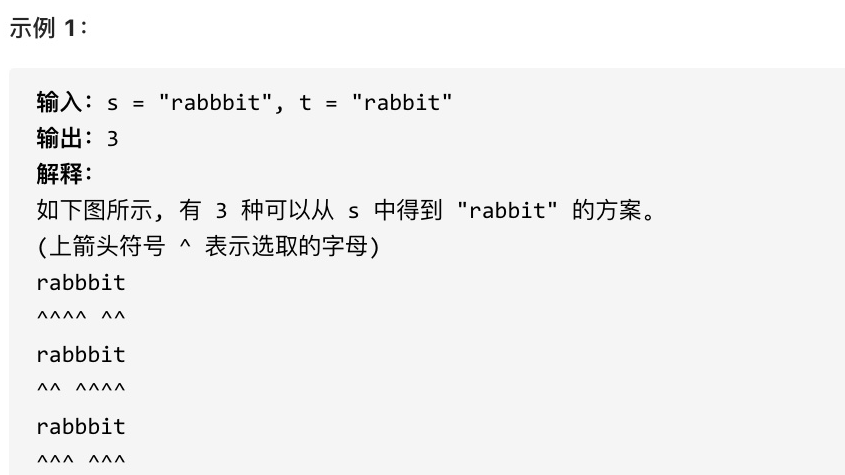 示例 1：
输入：s = "rabbbit", t = "rabbit"
输出：3
解释：
如下图所示, 有 3 种可以从 s 中得到 "rabbit" 的方案。
(上箭头符号 ^ 表示选取的字母)
rabbbit
^^^^ ^^
rabbbit
^^ ^^^^
rabbbit
^^^ ^^^